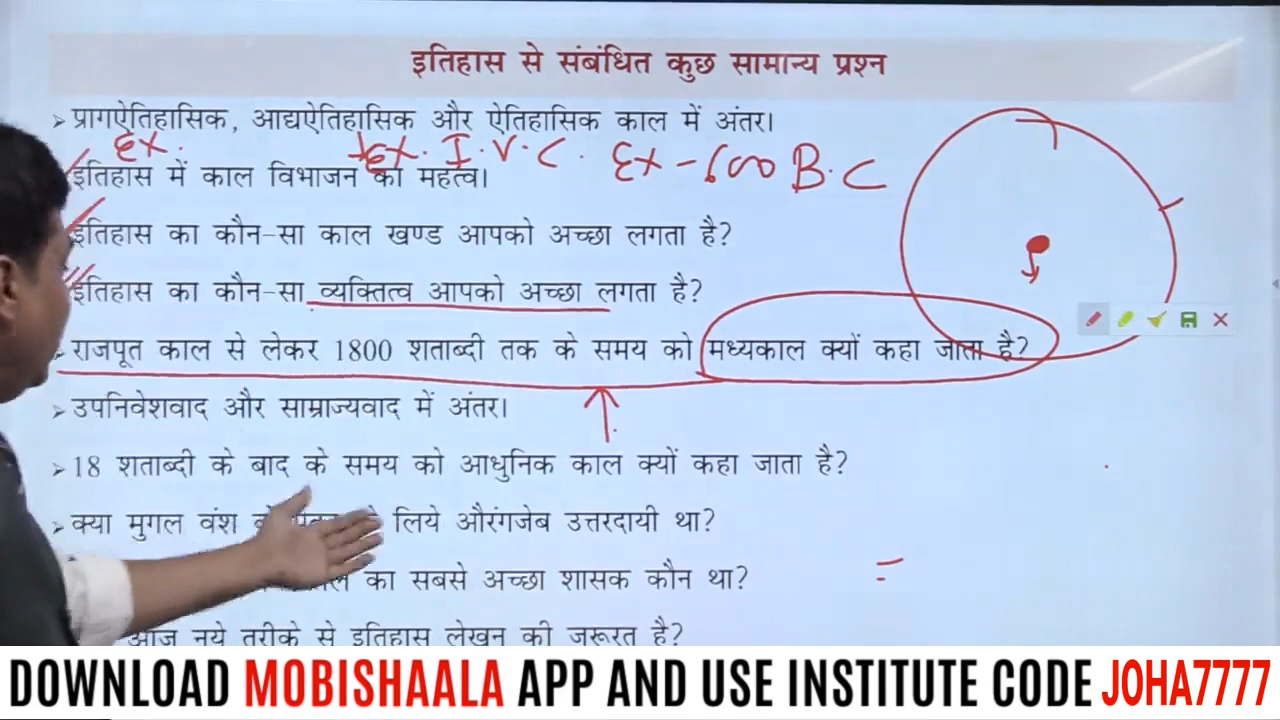 इतिहास से संबंधित कुछ सामान्य प्रश्न
➢ प्रागऐतिहासिक, आद्यऐतिहासिक और ऐतिहासिक काल में अंतर।
Ex. Ex. I.V.C. Ex – 600 B.C
इतिहास में काल विभाजन का महत्व।
इतिहास का कौन-सा काल खण्ड आपको अच्छा लगता है?
इतिहास का कौन-सा व्यक्तित्व आपको अच्छा लगता है?
राजपूत काल से लेकर 1800 शताब्दी तक के समय को मध्यकाल क्यों कहा जाता है?
➢ उपनिवेशवाद और साम्राज्यवाद में अंतर।
➢ 18 शताब्दी के बाद के समय को आधुनिक काल क्यों कहा जाता है?
➢ क्या मुगल वंश लिये औरंगजेब उत्तरदायी था?
का सबसे अच्छा शासक कौन था?
आज नये तरीके से इतिहास लेखन की जरूरत है?
DOWNLOAD MOBISHAALA APP AND USE INSTITUTE CODE JOHA7777